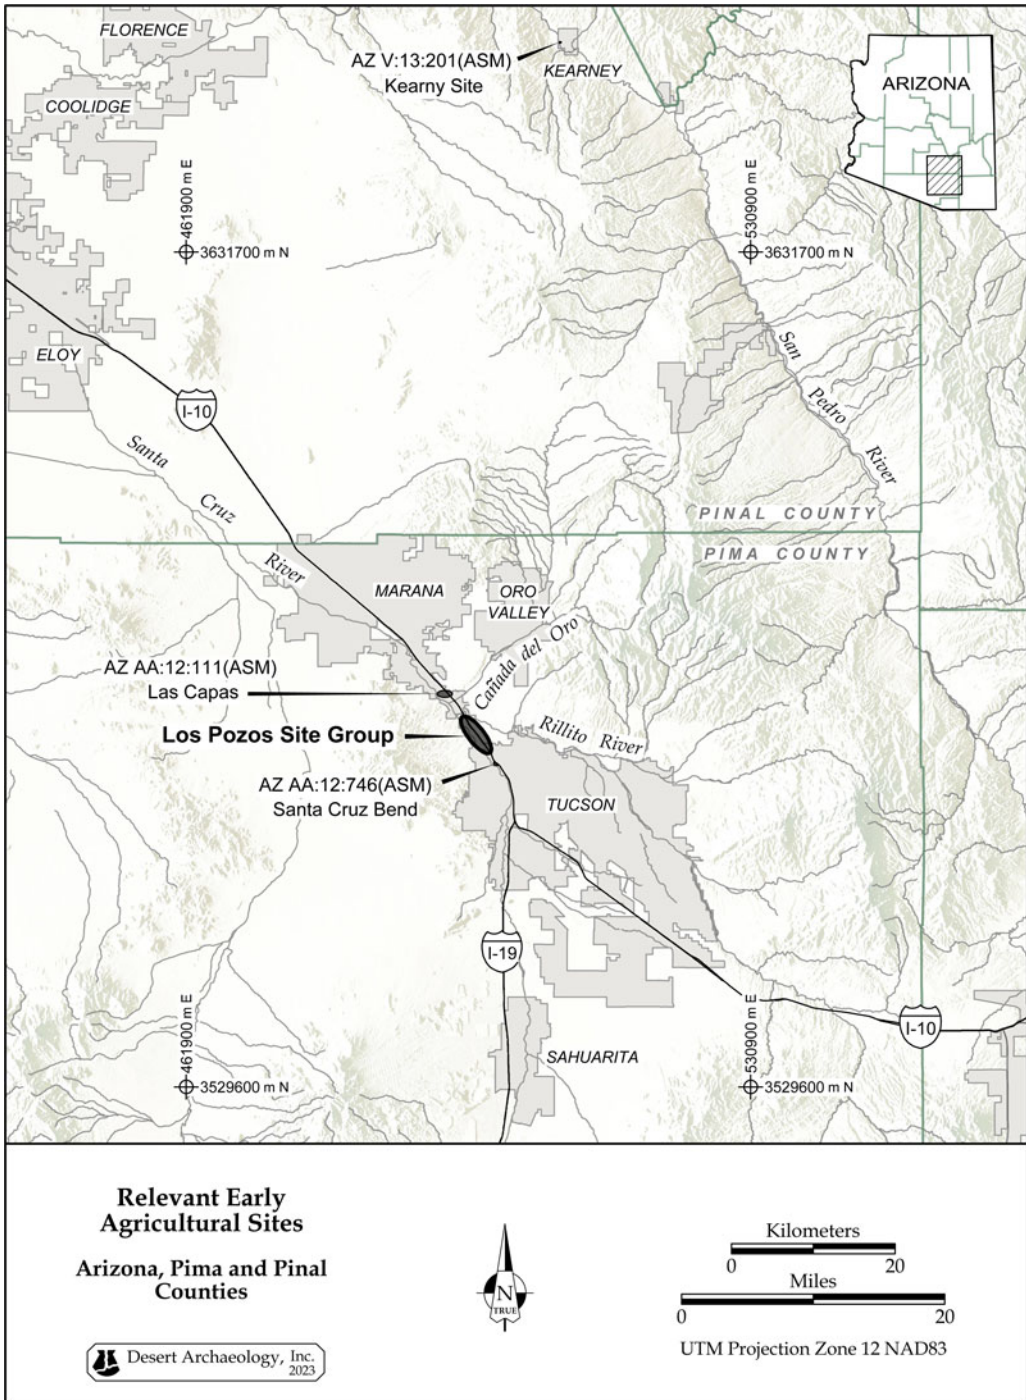 FLORENCE
AZ V:13:201(ASM)
Kearny Site
KEARNEY
COOLIDGE
ARIZONA
461900 m E
3631700 m N
530900 m E
3631700 m N
ELOY
I-10
San
Pedro
River
Santa
Cruz
River
PINAL COUNTY
PIMA COUNTY
MARANA
ORO
VALLEY
Cañada del Oro
AZ AA:12:111(ASM)
Las Capas
Los Pozos Site Group
Rillito River
AZ AA:12:746(ASM)
Santa Cruz Bend
TUCSON
I-19
461900 m E
3529600 m N
SAHUARITA
530900 m E
3529600 m N
I-10
Relevant Early
Agricultural Sites
Arizona, Pima and Pinal
Counties
Desert Archaeology, Inc.
2023
N
TRUE
Kilometers
0 20
Miles
0 20
UTM Projection Zone 12 NAD83